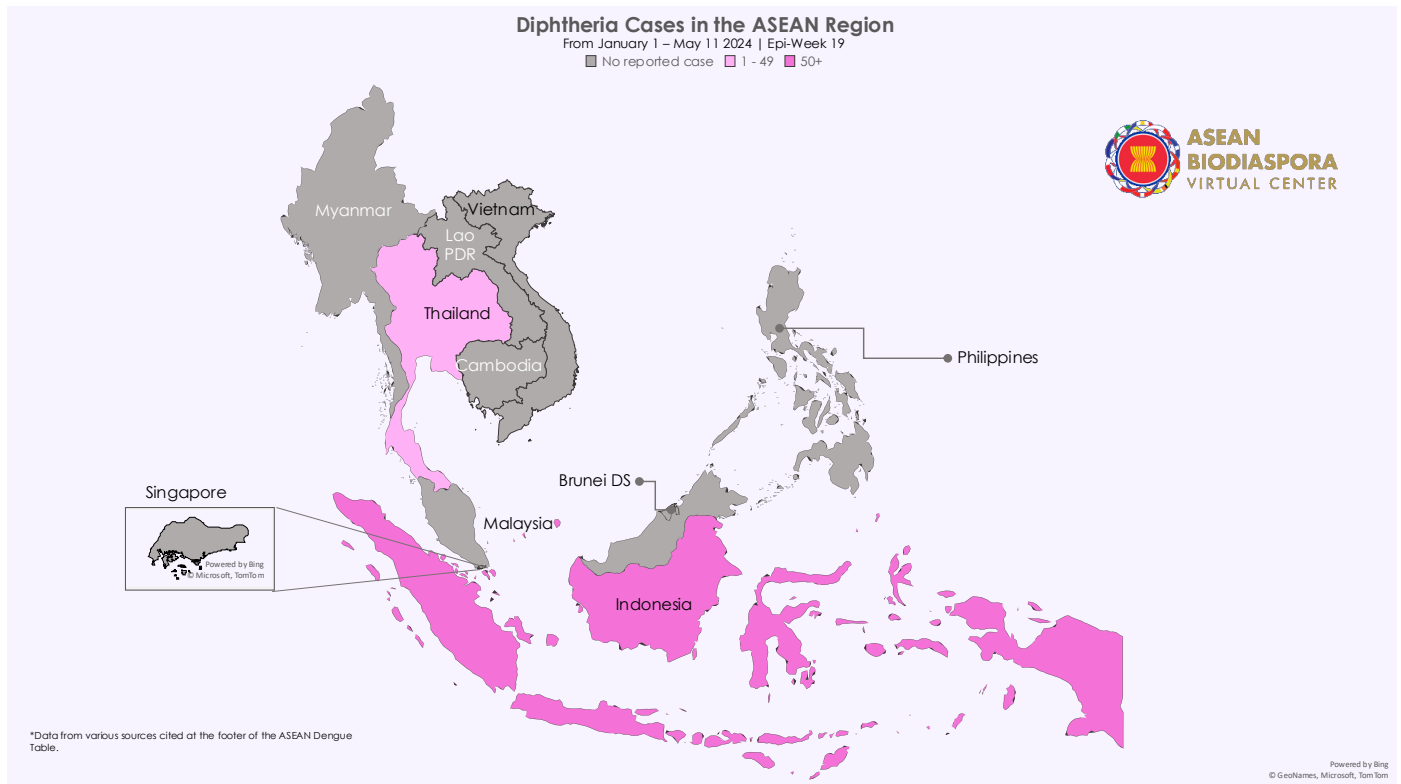 Diphtheria Cases in the ASEAN Region
From January 1 – May 11 2024 | Epi-Week 19
No reported case 1 - 49 50+
ASEAN
BIODIASPORA
VIRTUAL CENTER
Myanmar
Vietnam
Lao
PDR
Thailand
Cambodia
Philippines
Brunei DS
Singapore
Malaysia
Powered by Bing
© Microsoft, TomTom
Indonesia
*Data from various sources cited at the footer of the ASEAN Dengue
Table.
Powered by Bing
© GeoNames, Microsoft, TomTom